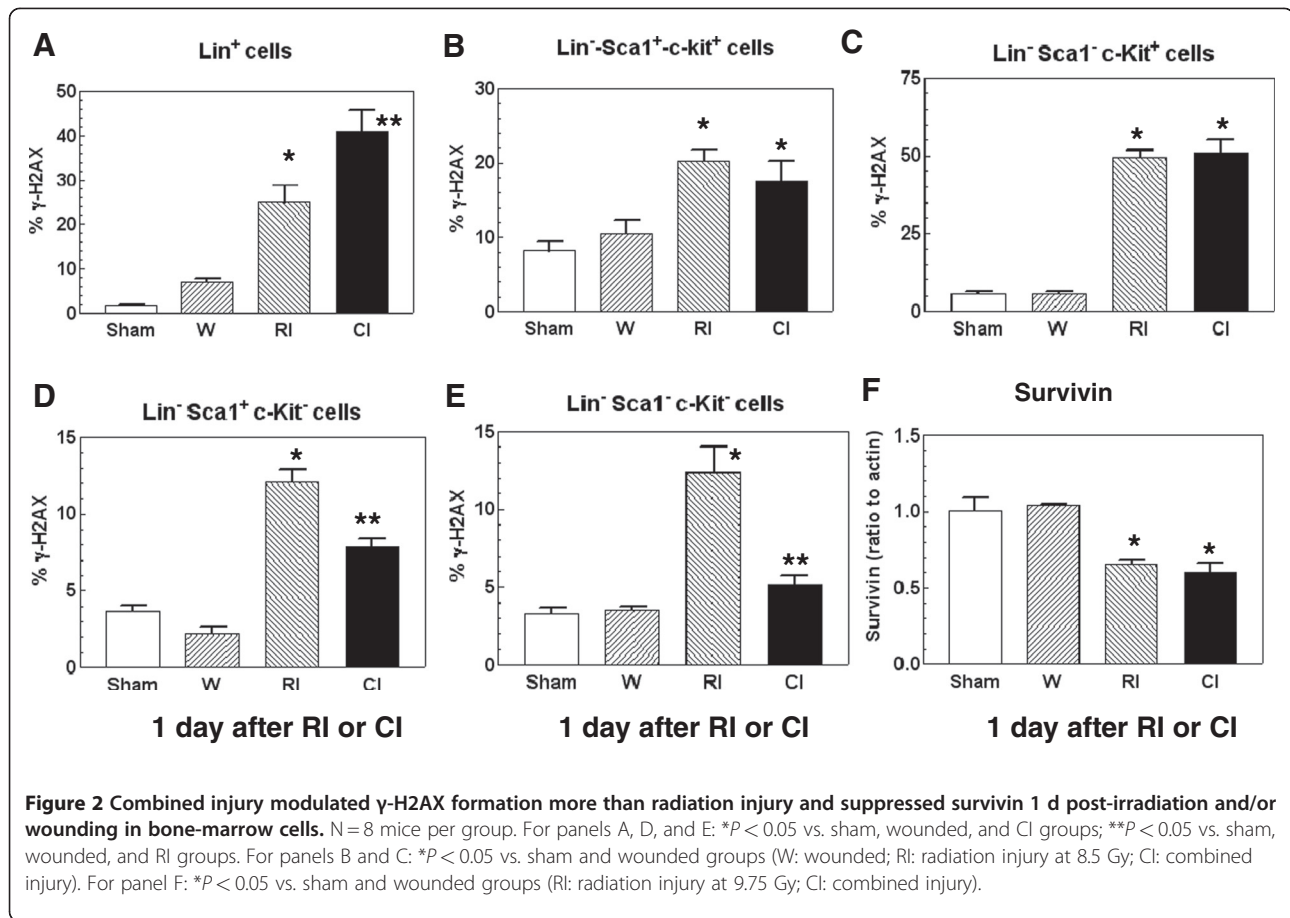 A
Lin⁺ cells
% γ-H2AX
50
40
30
20
10
0
*
**
Sham W RI CI
B
Lin⁻-Sca1⁺-c-kit⁺ cells
% γ-H2AX
30
20
10
0
*
*
Sham W RI CI
C
Lin⁻ Sca1⁻ c-Kit⁺ cells
% γ-H2AX
75
50
25
0
*
*
Sham W RI CI
D
Lin⁻ Sca1⁺ c-Kit⁻ cells
% γ-H2AX
15
10
5
0
*
**
Sham W RI CI
1 day after RI or CI
E
Lin⁻ Sca1⁻ c-Kit⁻ cells
% γ-H2AX
15
10
5
0
*
**
Sham W RI CI
1 day after RI or CI
F
Survivin
Survivin (ratio to actin)
1.5
1.0
0.5
0.0
*
*
Sham W RI CI
1 day after RI or CI
Figure 2 Combined injury modulated γ-H2AX formation more than radiation injury and suppressed survivin 1 d post-irradiation and/or
wounding in bone-marrow cells. N = 8 mice per group. For panels A, D, and E: *P < 0.05 vs. sham, wounded, and CI groups; **P < 0.05 vs. sham,
wounded, and RI groups. For panels B and C: *P < 0.05 vs. sham and wounded groups (W: wounded; RI: radiation injury at 8.5 Gy; CI: combined
injury). For panel F: *P < 0.05 vs. sham and wounded groups (RI: radiation injury at 9.75 Gy; CI: combined injury).